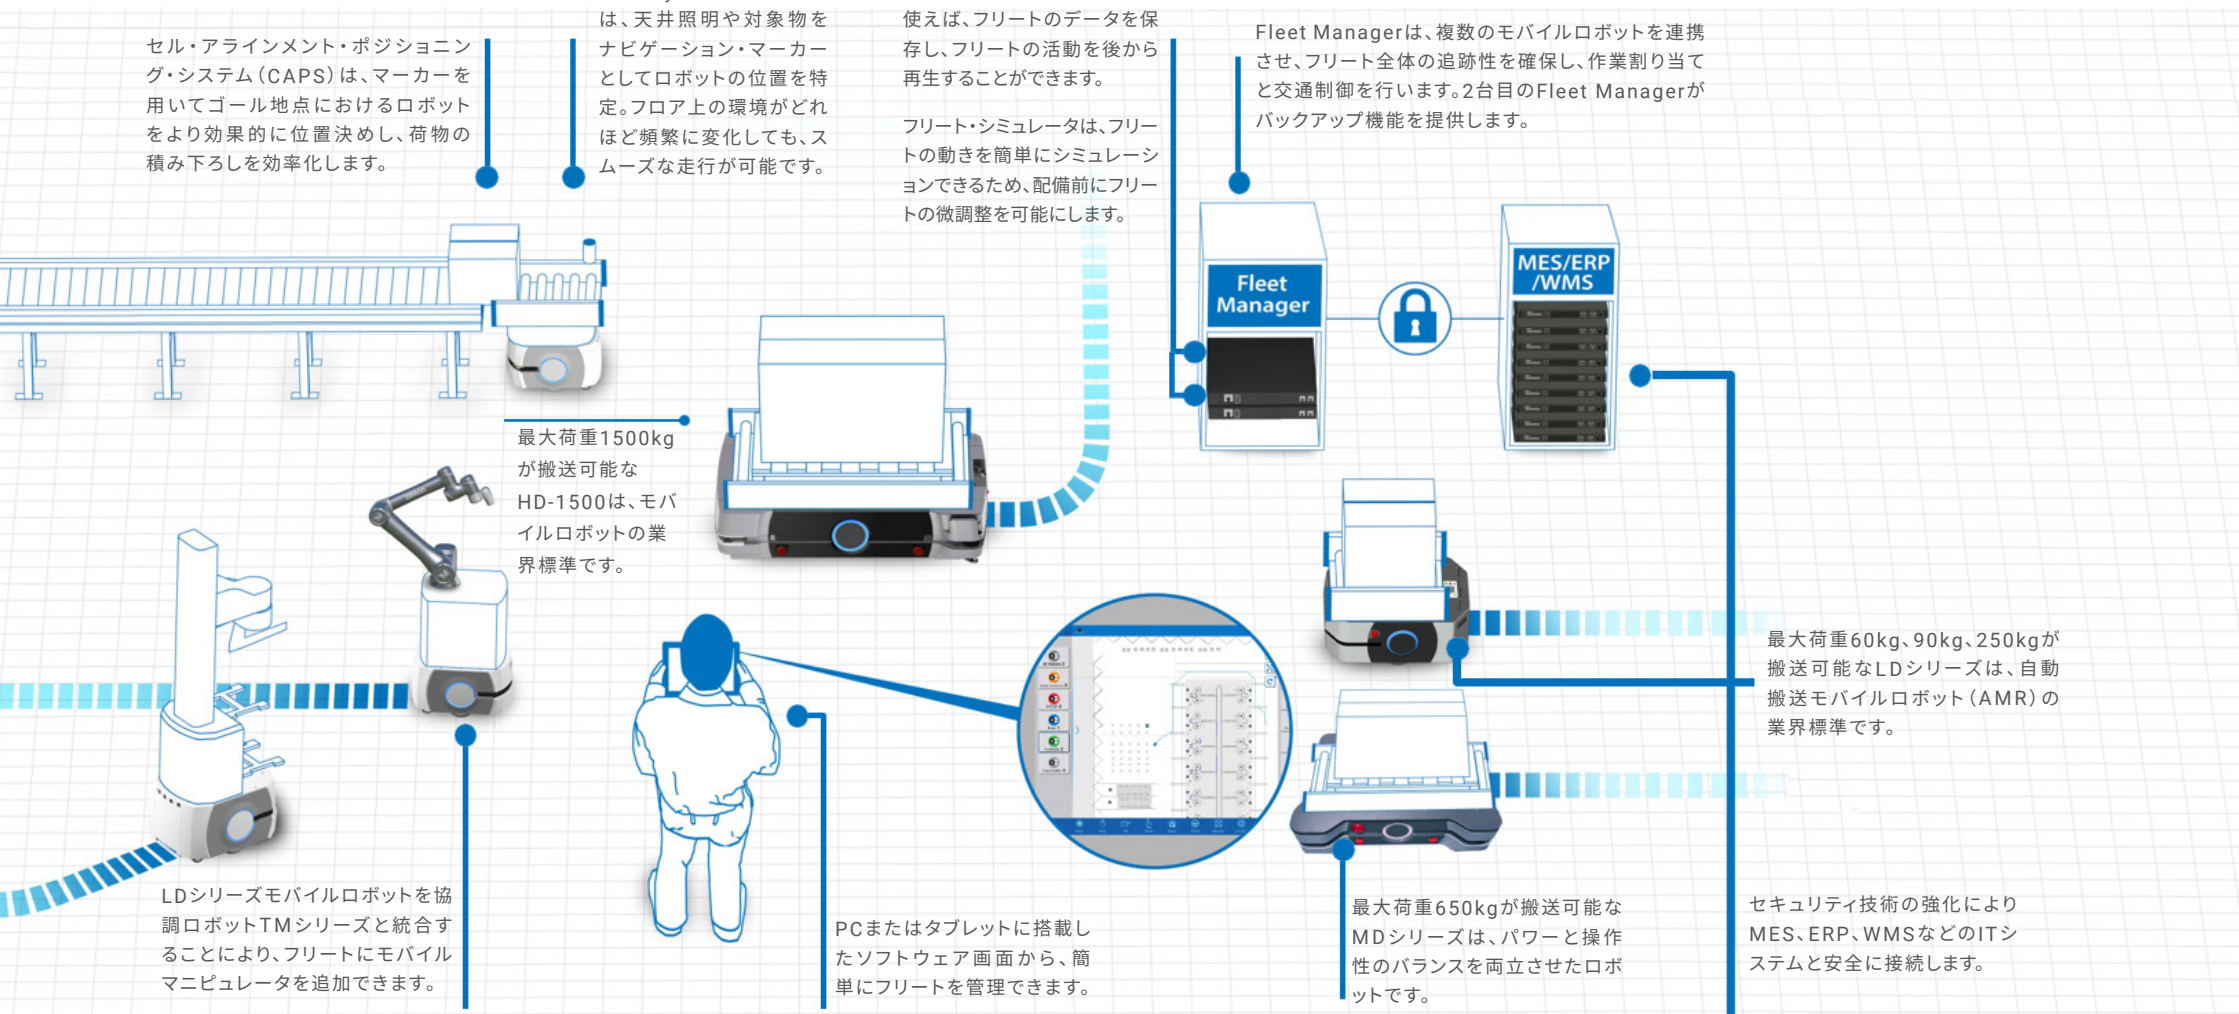 セル・アラインメント・ポジショニン
グ・システム（CAPS）は、マーカーを
用いてゴール地点におけるロボット
をより効果的に位置決めし、荷物の
積み下ろしを効率化します。
は、天井照明や対象物を
ナビゲーション・マーカー
としてロボットの位置を特
定。フロア上の環境がどれ
ほど頻繁に変化しても、ス
ムーズな走行が可能です。
使えば、フリートのデータを保
存し、フリートの活動を後から
再生することができます。
フリート・シミュレータは、フリー
トの動きを簡単にシミュレーシ
ョンできるため、配備前にフリー
トの微調整を可能にします。
Fleet Managerは、複数のモバイルロボットを連携
させ、フリート全体の追跡性を確保し、作業割り当て
と交通制御を行います。2台目のFleet Managerが
バックアップ機能を提供します。
Fleet
Manager
MES/ERP
/WMS
最大荷重1500kg
が搬送可能な
HD-1500は、モバ
イルロボットの業
界標準です。
最大荷重60kg、90kg、250kgが
搬送可能なLDシリーズは、自動
搬送モバイルロボット（AMR）の
業界標準です。
LDシリーズモバイルロボットを協
調ロボットTMシリーズと統合す
ることにより、フリートにモバイル
マニピュレータを追加できます。
PCまたはタブレットに搭載し
たソフトウェア画面から、簡
単にフリートを管理できます。
最大荷重650kgが搬送可能な
MDシリーズは、パワーと操作
性のバランスを両立させたロボ
ットです。
セキュリティ技術の強化により
MES、ERP、WMSなどのITシ
ステムと安全に接続します。